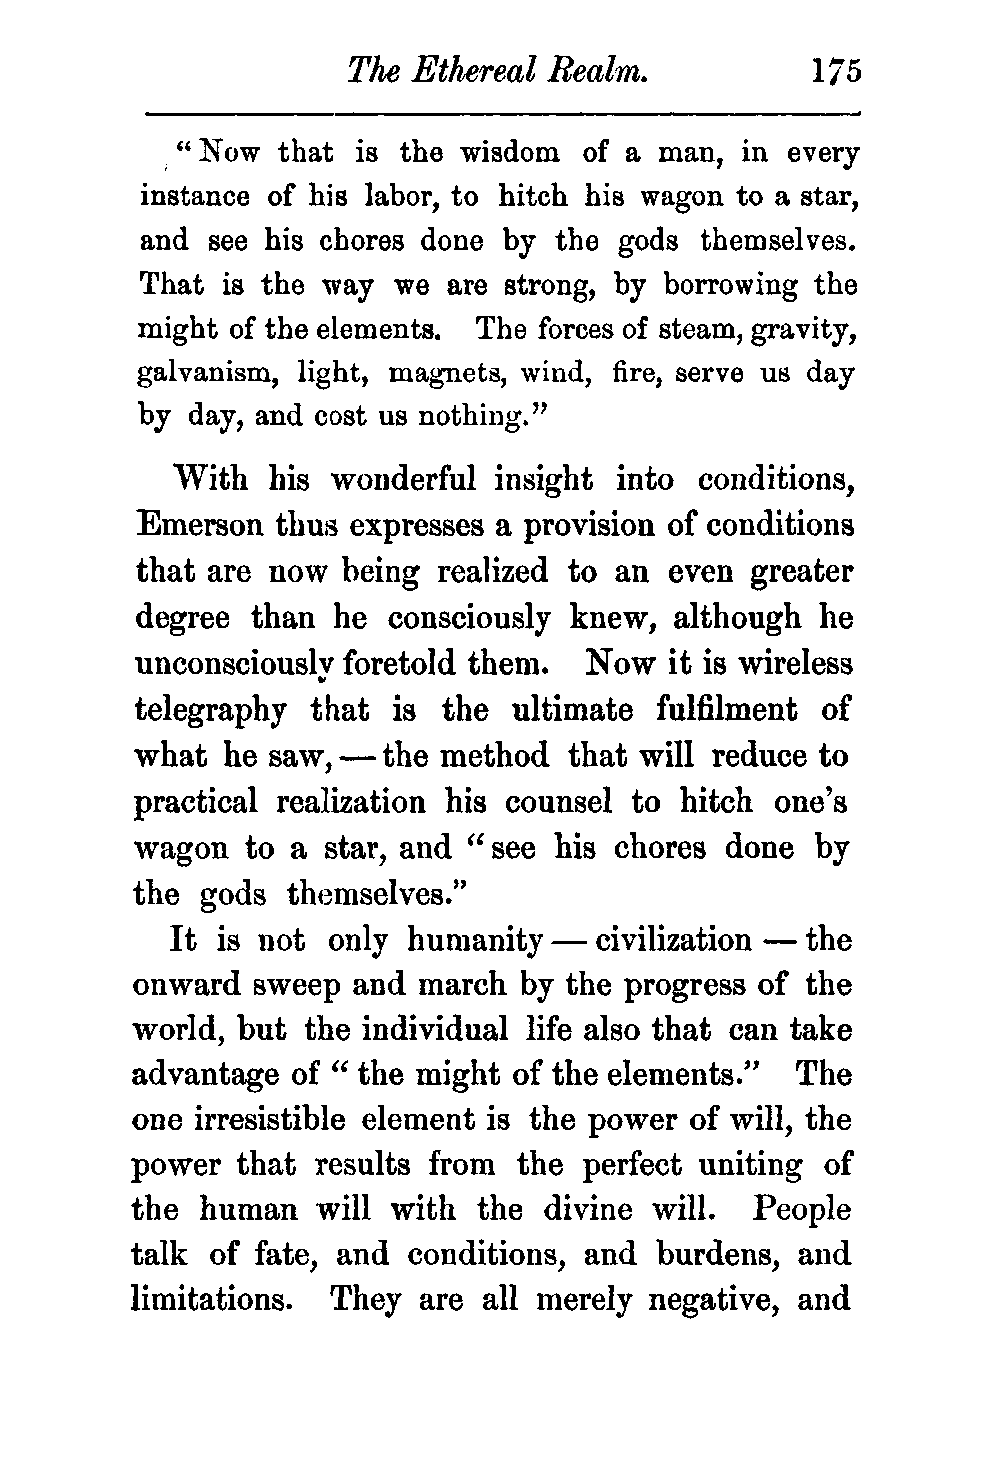 The Ethereal Realm. 175
“Now that is the wisdom of a man, in every
instance of his labor, to hitch his wagon to a star,
and see his chores done by the gods themselves.
That is the way we are strong, by borrowing the
might of the elements. The forces of steam, gravity,
galvanism, light, magnets, wind, fire, serve us day
by day, and cost us nothing.”
With his wonderful insight into conditions,
Emerson thus expresses a provision of conditions
that are now being realized to an even greater
degree than he consciously knew, although he
unconsciously foretold them. Now it is wireless
telegraphy that is the ultimate fulfilment of
what he saw, — the method that will reduce to
practical realization his counsel to hitch one’s
wagon to a star, and “see his chores done by
the gods themselves.”
It is not only humanity — civilization — the
onward sweep and march by the progress of the
world, but the individual life also that can take
advantage of “the might of the elements.” The
one irresistible element is the power of will, the
power that results from the perfect uniting of
the human will with the divine will. People
talk of fate, and conditions, and burdens, and
limitations. They are all merely negative, and